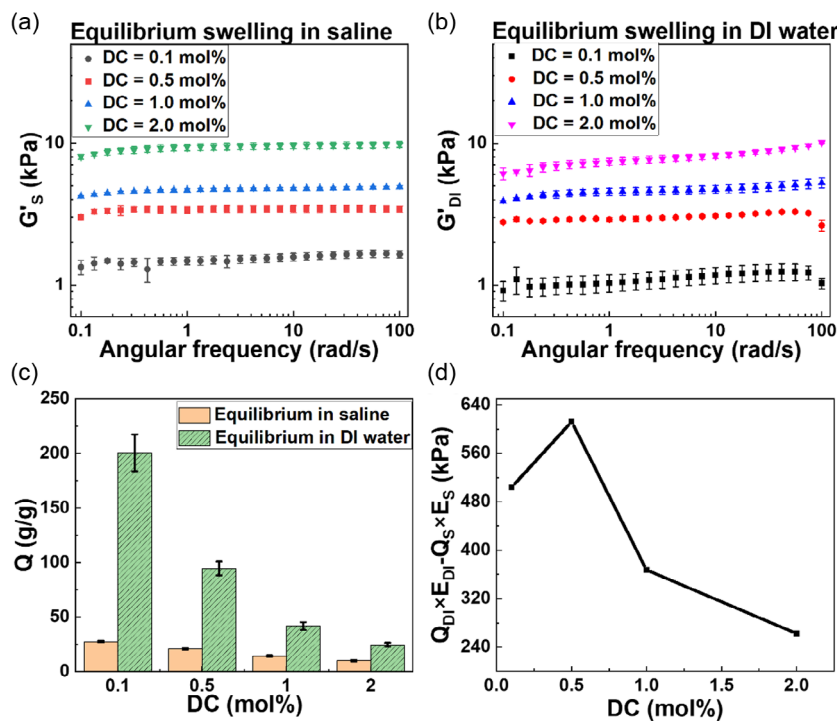 (a)
Equilibrium swelling in saline
DC = 0.1 mol%
DC = 0.5 mol%
DC = 1.0 mol%
DC = 2.0 mol%
10
1
G'S (kPa)
0.1 1 10 100
Angular frequency (rad/s)
(b)
Equilibrium swelling in DI water
DC = 0.1 mol%
DC = 0.5 mol%
DC = 1.0 mol%
DC = 2.0 mol%
10
1
G'DI (kPa)
0.1 1 10 100
Angular frequency (rad/s)
(c)
Equilibrium in saline
Equilibrium in DI water
250
200
150
100
50
0
Q (g/g)
0.1 0.5 1 2
DC (mol%)
(d)
640
560
480
400
320
240
QDI×EDI-QS×ES (kPa)
0.0 0.5 1.0 1.5 2.0
DC (mol%)